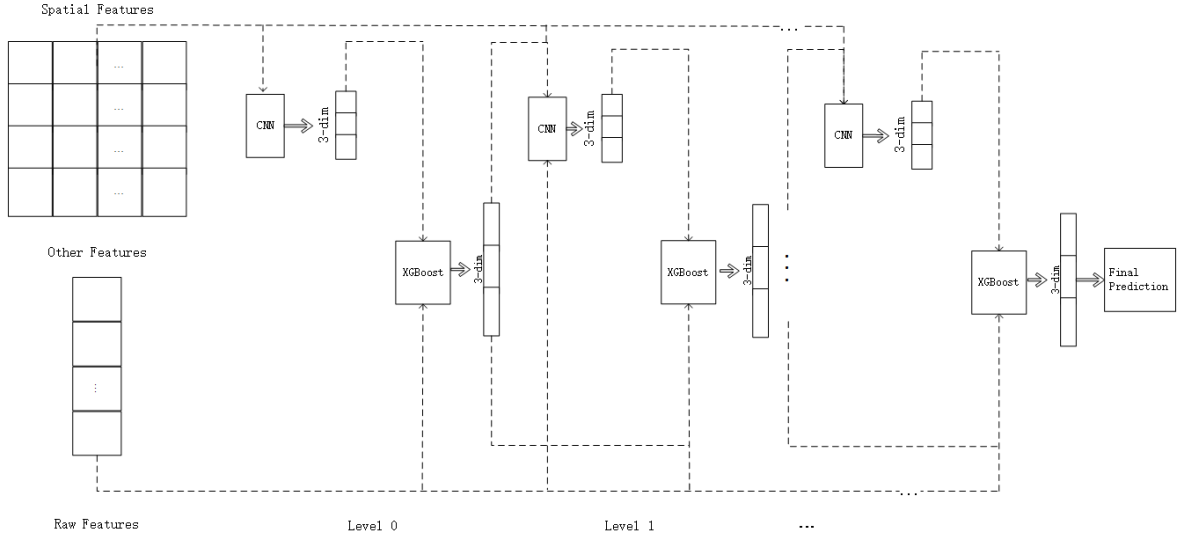 Spatial Features
...
...
...
...
...
CNN
3-dim
CNN
3-dim
CNN
3-dim
Other Features
...
XGBoost
3-dim
XGBoost
3-dim
...
XGBoost
3-dim
Final
Prediction
...
Raw Features
Level 0
Level 1
...